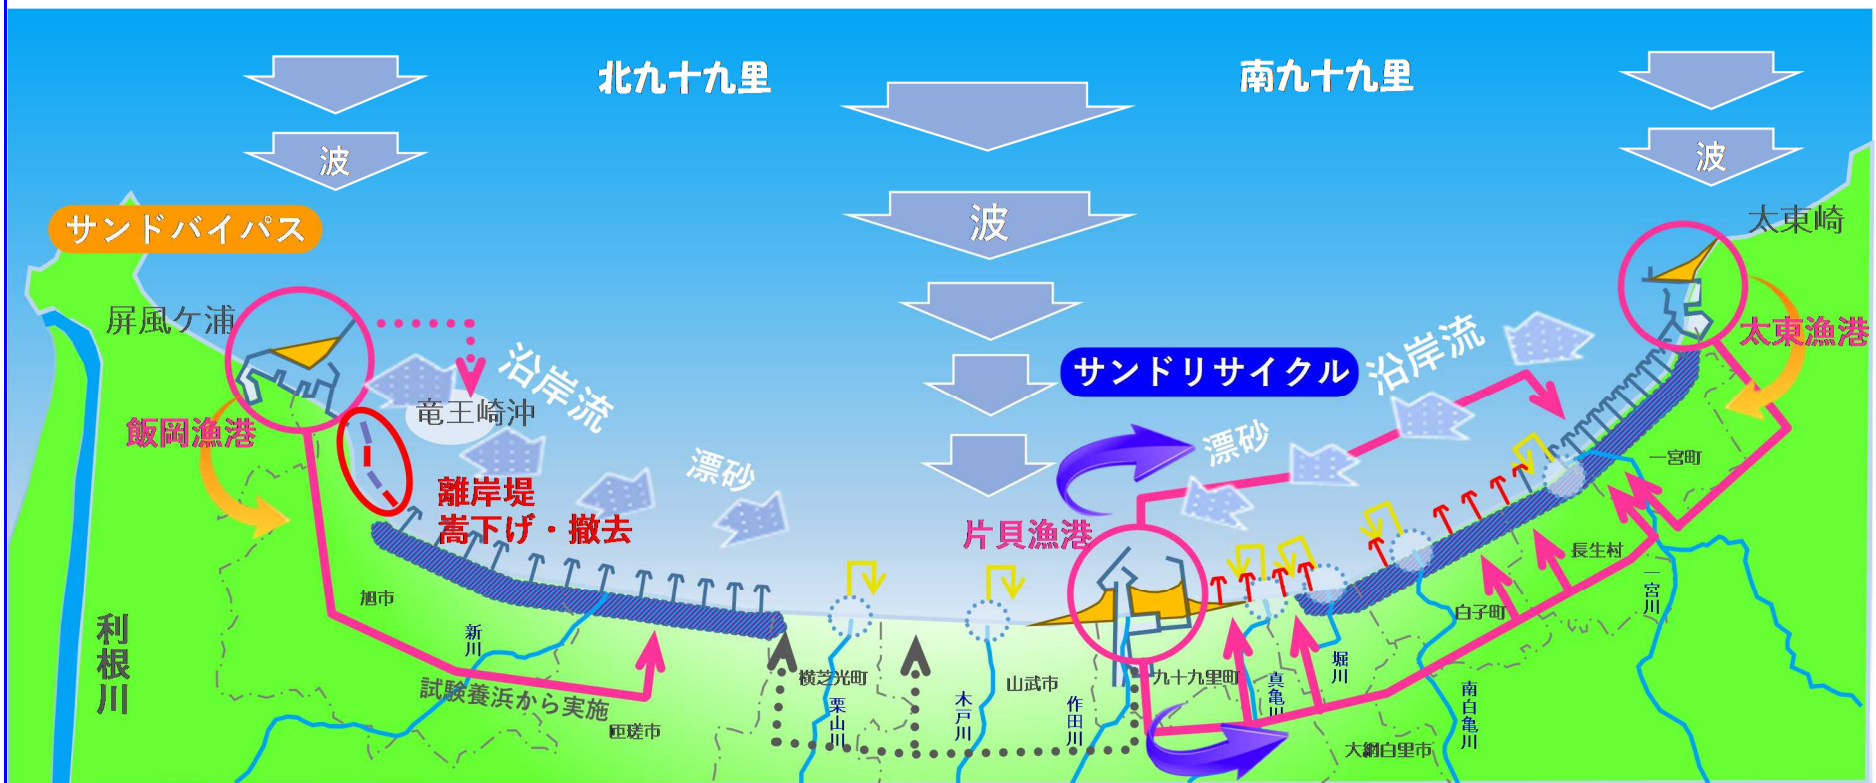 北九十九里
南九十九里
波
波
波
サンドバイパス
太東崎
屏風ケ浦
太東漁港
沿岸流
サンドリサイクル
沿岸流
竜王崎沖
飯岡漁港
漂砂
漂砂
離岸堤
嵩下げ・撤去
片貝漁港
一宮町
長生村
一宮川
旭市
新川
白子町
利根川
試験養浜から実施
匝瑳市
横芝光町
栗山川
木戸川
山武市
作田川
九十九里町
真亀川
堀川
南白亀川
大網白里市